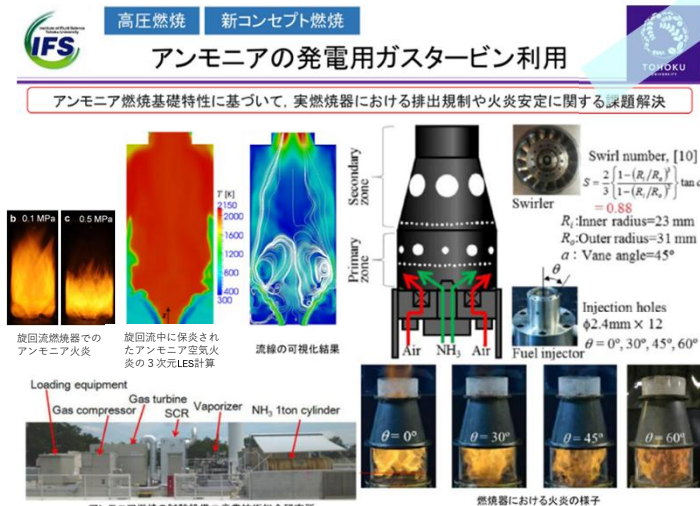 IFS
Institute of Fluid Science
Tohoku University
高圧燃焼
新コンセプト燃焼
アンモニアの発電用ガスタービン利用
TOHOKU
UNIVERSITY
アンモニア燃焼基礎特性に基づいて，実燃焼器における排出規制や火炎安定に関する課題解決
b 0.1 MPa
c 0.5 MPa
旋回流燃焼器での
アンモニア火炎
T [K]
2150
2000
1600
1200
800
400
300
旋回流中に保炎され
たアンモニア空気火
炎の３次元LES計算
流線の可視化結果
Secondary
zone
Primary
zone
Air
NH3
Air
Swirler
Swirl number, [10]
= 0.88
Ri:Inner radius=23 mm
Ro:Outer radius=31 mm
α : Vane angle=45°
θ
Fuel injector
Injection holes
ϕ2.4mm × 12
θ = 0°, 30°, 45°, 60°
Loading equipment
Gas compressor
Gas turbine
SCR
Vaporizer
NH3 1ton cylinder
θ = 0°
θ = 30°
θ = 45°
θ = 60°
燃焼器における火炎の様子